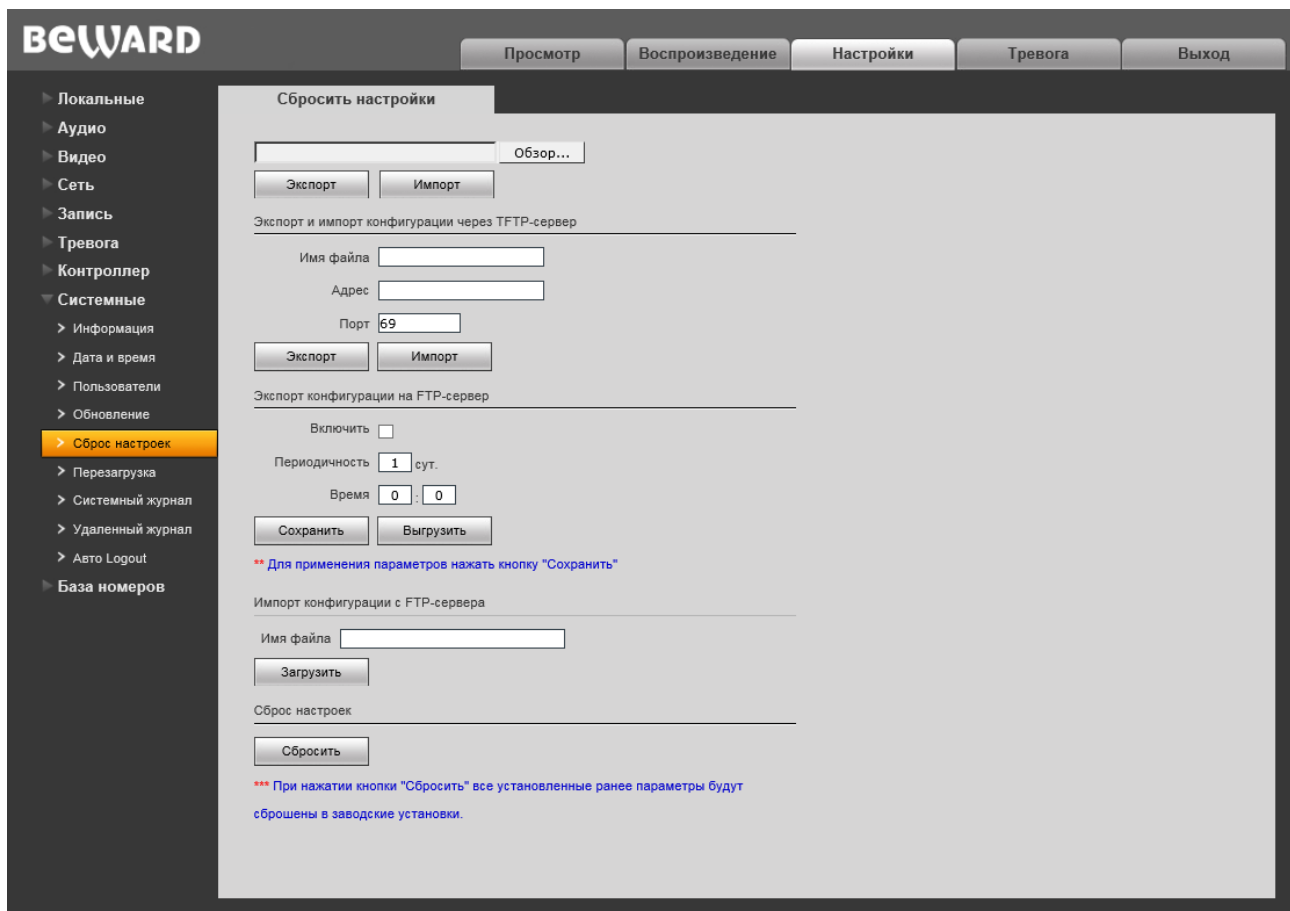 BEWARD
Просмотр
Воспроизведение
Настройки
Тревога
Выход
Локальные
Аудио
Видео
Сеть
Запись
Тревога
Контроллер
Системные
Информация
Дата и время
Пользователи
Обновление
Сброс настроек
Перезагрузка
Системный журнал
Удаленный журнал
Авто Logout
База номеров
Сбросить настройки
Обзор...
Экспорт Импорт
Экспорт и импорт конфигурации через TFTP-сервер
Имя файла
Адрес
Порт 69
Экспорт Импорт
Экспорт конфигурации на FTP-сервер
Включить
Периодичность 1 сут.
Время 0 : 0
Сохранить Выгрузить
** Для применения параметров нажать кнопку "Сохранить"
Импорт конфигурации с FTP-сервера
Имя файла
Загрузить
Сброс настроек
Сбросить
*** При нажатии кнопки "Сбросить" все установленные ранее параметры будут
сброшены в заводские установки.